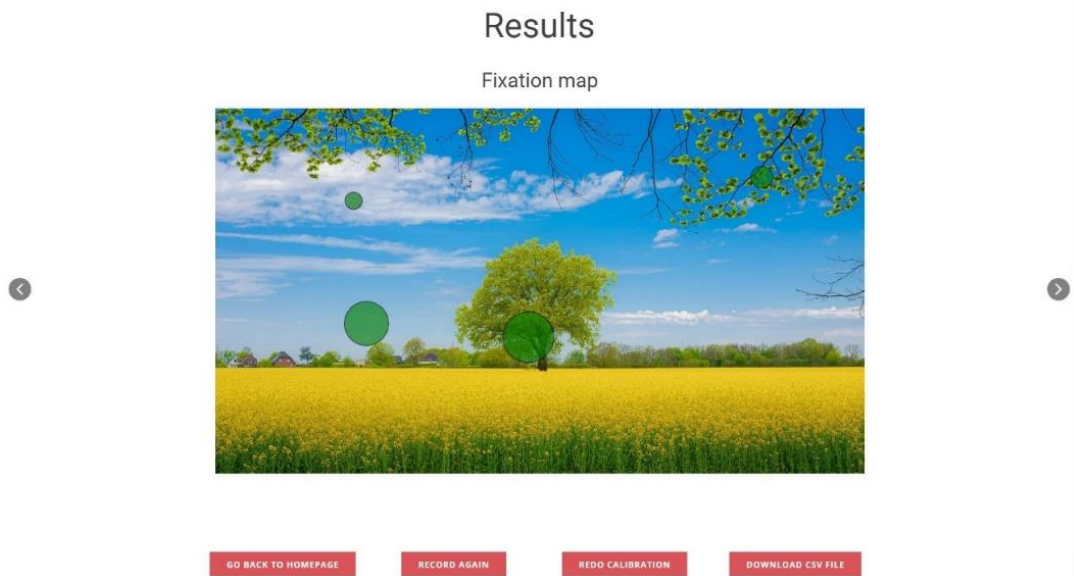 Results
Fixation map
GO BACK TO HOMEPAGE
RECORD AGAIN
REDO CALIBRATION
DOWNLOAD CSV FILE